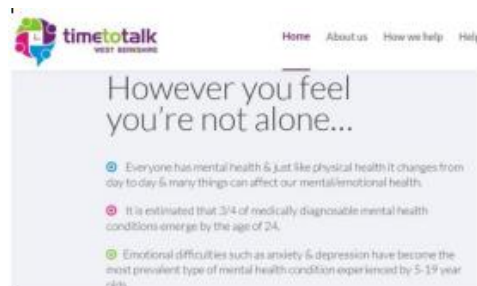 timetotalk
WEST BERKSHIRE
Home About us How we help Help
However you feel
you're not alone...
Everyone has mental health & just like physical health it changes from
day to day & many things can affect our mental/emotional health.
It is estimated that 3/4 of medically diagnosable mental health
conditions emerge by the age of 24.
Emotional difficulties such as anxiety & depression have become the
most prevalent type of mental health condition experienced by 5-19 year
olds.